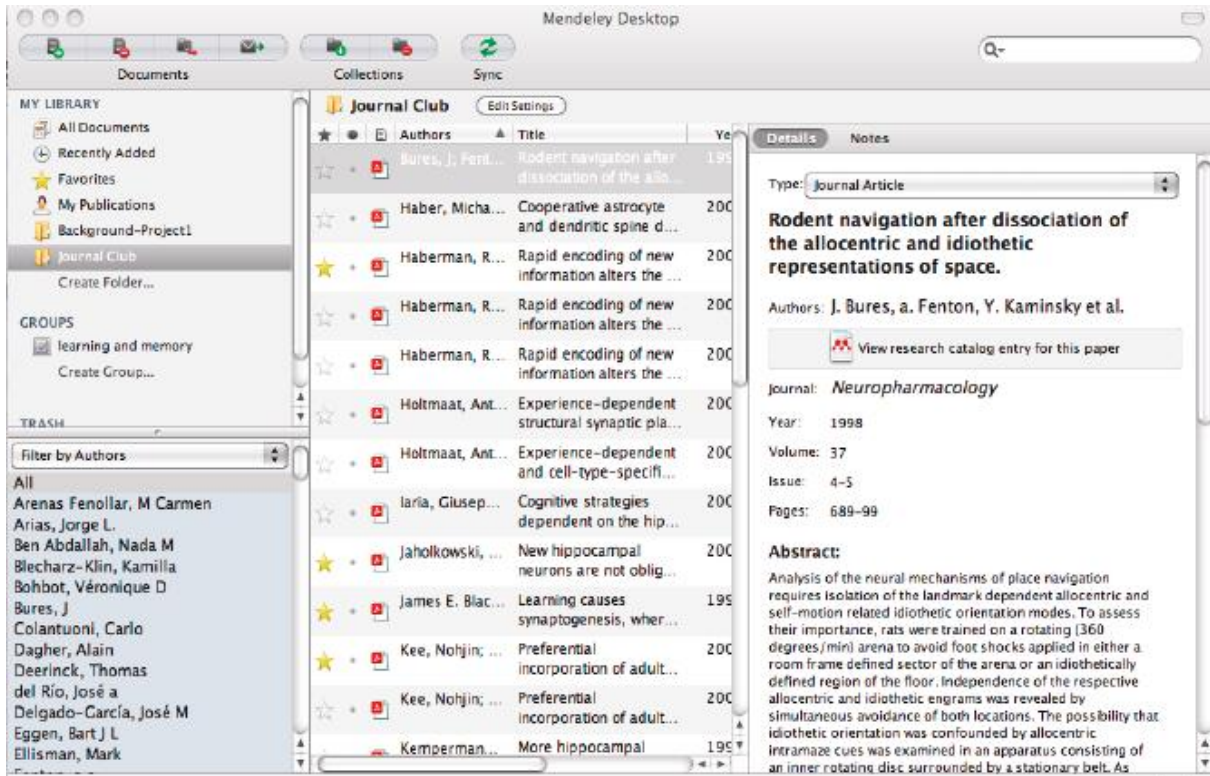 Mendeley Desktop
Documents
Collections
Sync
MY LIBRARY
All Documents
Recently Added
Favorites
My Publications
Background-Project1
Journal Club
Create Folder...
GROUPS
learning and memory
Create Group...
TRASH
Filter by Authors
All
Arenas Fenollar, M Carmen
Arias, Jorge L.
Ben Abdallah, Nada M
Blecharz-Klin, Kamilla
Bohbot, Véronique D
Bures, J
Colantuoni, Carlo
Dagher, Alain
Deerinck, Thomas
del Río, José a
Delgado-García, José M
Eggen, Bart J L
Ellisman, Mark
Journal Club
Edit Settings
Authors Title Ye
Bures, J; Fent... Rodent navigation after 199
dissociation of the allo...
Haber, Micha... Cooperative astrocyte 200
and dendritic spine d...
Haberman, R... Rapid encoding of new 200
information alters the ...
Haberman, R... Rapid encoding of new 200
information alters the ...
Haberman, R... Rapid encoding of new 200
information alters the ...
Holtmaat, Ant... Experience-dependent 200
structural synaptic pla...
Holtmaat, Ant... Experience-dependent 200
and cell-type-specifi...
Iaria, Giusep... Cognitive strategies 200
dependent on the hip...
Jaholkowski, ... New hippocampal 200
neurons are not oblig...
James E. Blac... Learning causes 199
synaptogenesis, wher...
Kee, Nohjin; ... Preferential 200
incorporation of adult...
Kee, Nohjin; ... Preferential 200
incorporation of adult...
Kemperman... More hippocampal 199
Details Notes
Type: Journal Article
Rodent navigation after dissociation of
the allocentric and idiothetic
representations of space.
Authors: J. Bures, a. Fenton, Y. Kaminsky et al.
View research catalog entry for this paper
Journal: Neuropharmacology
Year: 1998
Volume: 37
Issue: 4-5
Pages: 689-99
Abstract:
Analysis of the neural mechanisms of place navigation
requires isolation of the landmark dependent allocentric and
self-motion related idiothetic orientation modes. To assess
their importance, rats were trained on a rotating (360
degrees/min) arena to avoid foot shocks applied in either a
room frame defined sector of the arena or an idiothetically
defined region of the floor. Independence of the respective
allocentric and idiothetic engrams was revealed by
simultaneous avoidance of both locations. The possibility that
idiothetic orientation was confounded by allocentric
intramaze cues was examined in an apparatus consisting of
an inner rotating disc surrounded by a stationary belt. As